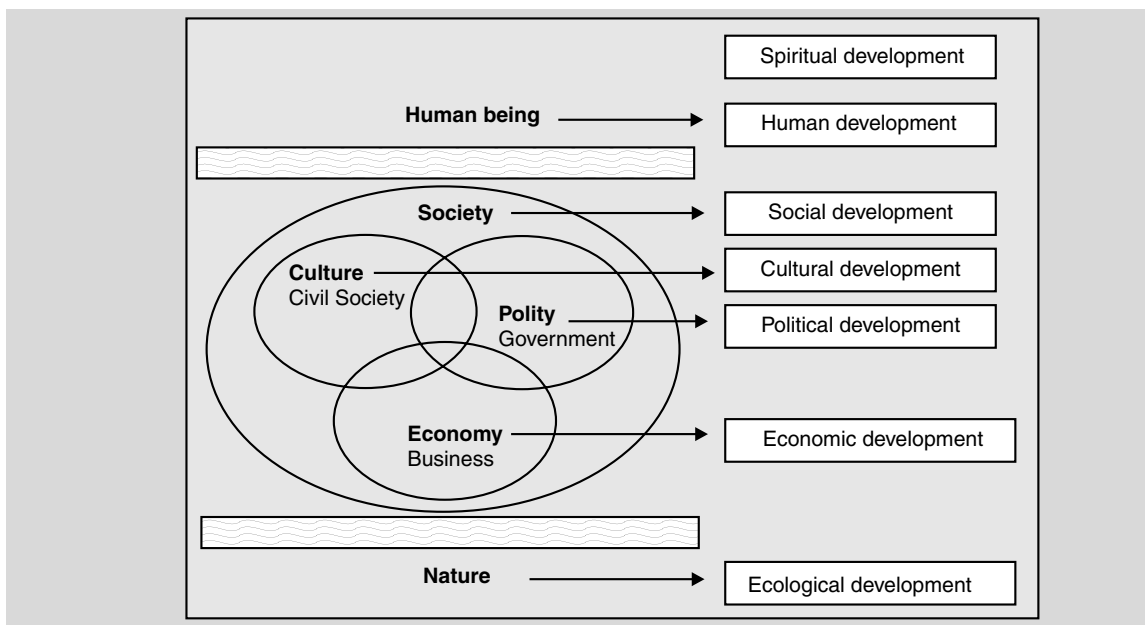 Spiritual development
Human being
Human development
Society
Social development
Culture
Civil Society
Cultural development
Polity
Government
Political development
Economy
Business
Economic development
Nature
Ecological development